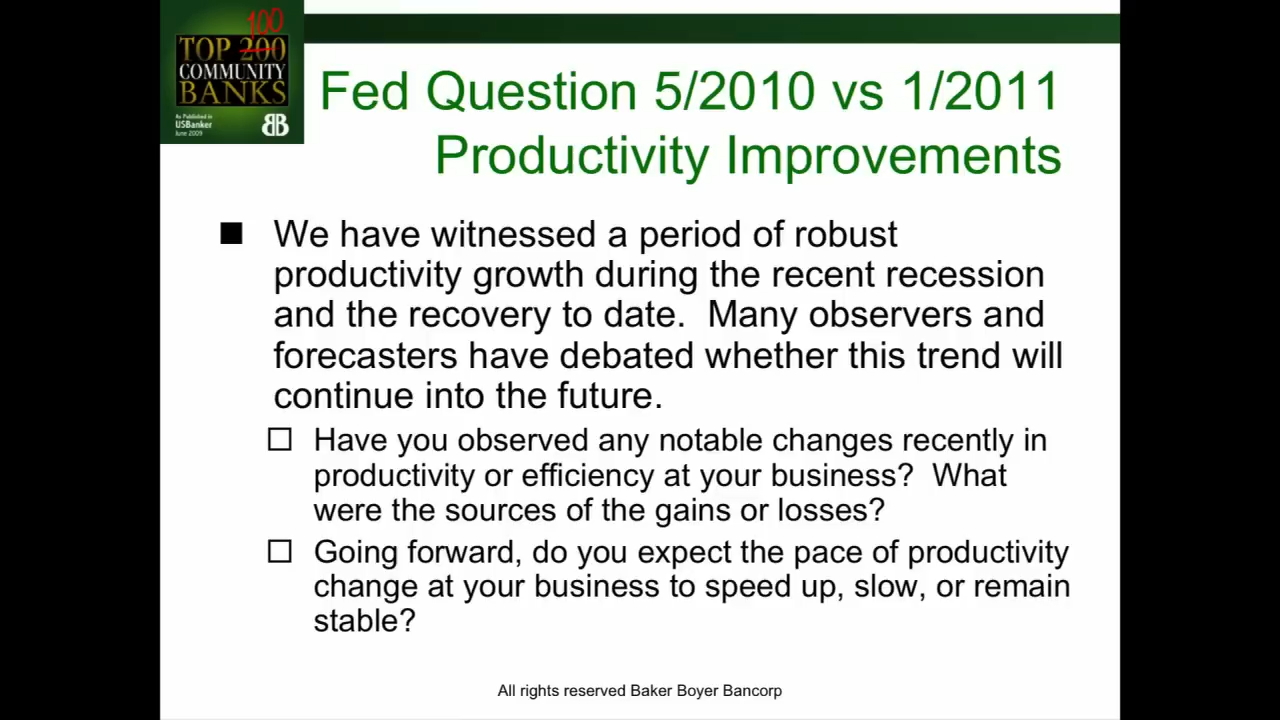 100
TOP 200
COMMUNITY
BANKS
As Published in
USBanker
June 2009
BB
Fed Question 5/2010 vs 1/2011
Productivity Improvements
We have witnessed a period of robust
productivity growth during the recent recession
and the recovery to date.  Many observers and
forecasters have debated whether this trend will
continue into the future.
Have you observed any notable changes recently in
productivity or efficiency at your business?  What
were the sources of the gains or losses?
Going forward, do you expect the pace of productivity
change at your business to speed up, slow, or remain
stable?
All rights reserved Baker Boyer Bancorp